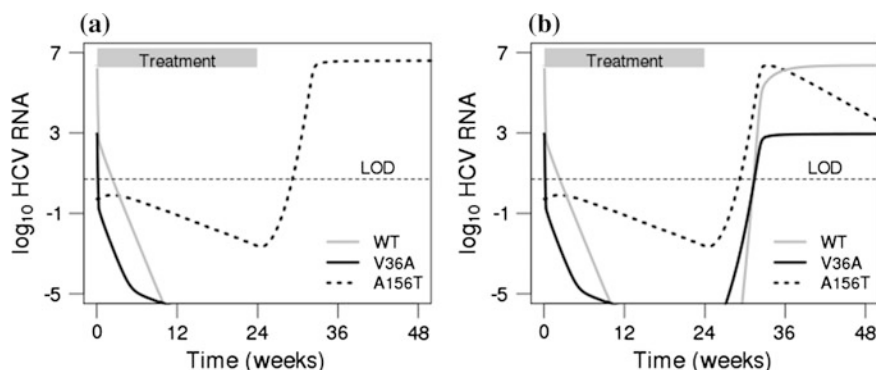 (a)
log10 HCV RNA
7
3
-1
-5
Treatment
LOD
WT
V36A
A156T
0 12 24 36 48
Time (weeks)
(b)
log10 HCV RNA
7
3
-1
-5
Treatment
LOD
WT
V36A
A156T
0 12 24 36 48
Time (weeks)